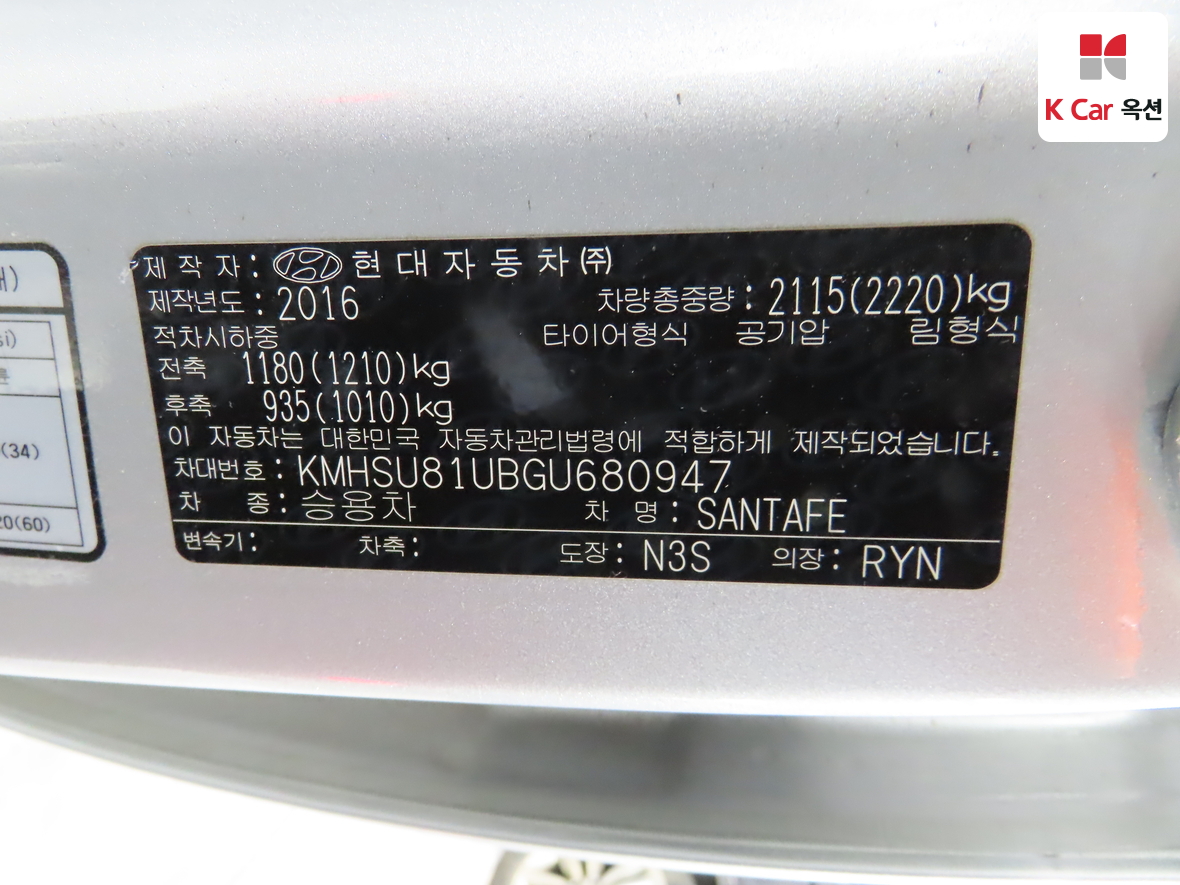 K Car 옥션
제 작 자 : 현 대 자 동 차 ㈜
제작년도 : 2016 차량총중량 : 2115(2220)kg
적차시하중 타이어형식 공기압 림형식
전축 1180(1210)kg
후축 935(1010)kg
이 자동차는 대한민국 자동차관리법령에 적합하게 제작되었습니다.
차대번호 : KMHSU81UBGU680947
차 종 : 승용차 차 명 : SANTAFE
변속기 : 차축 : 도장 : N3S 의장 : RYN
(34)
20(60)